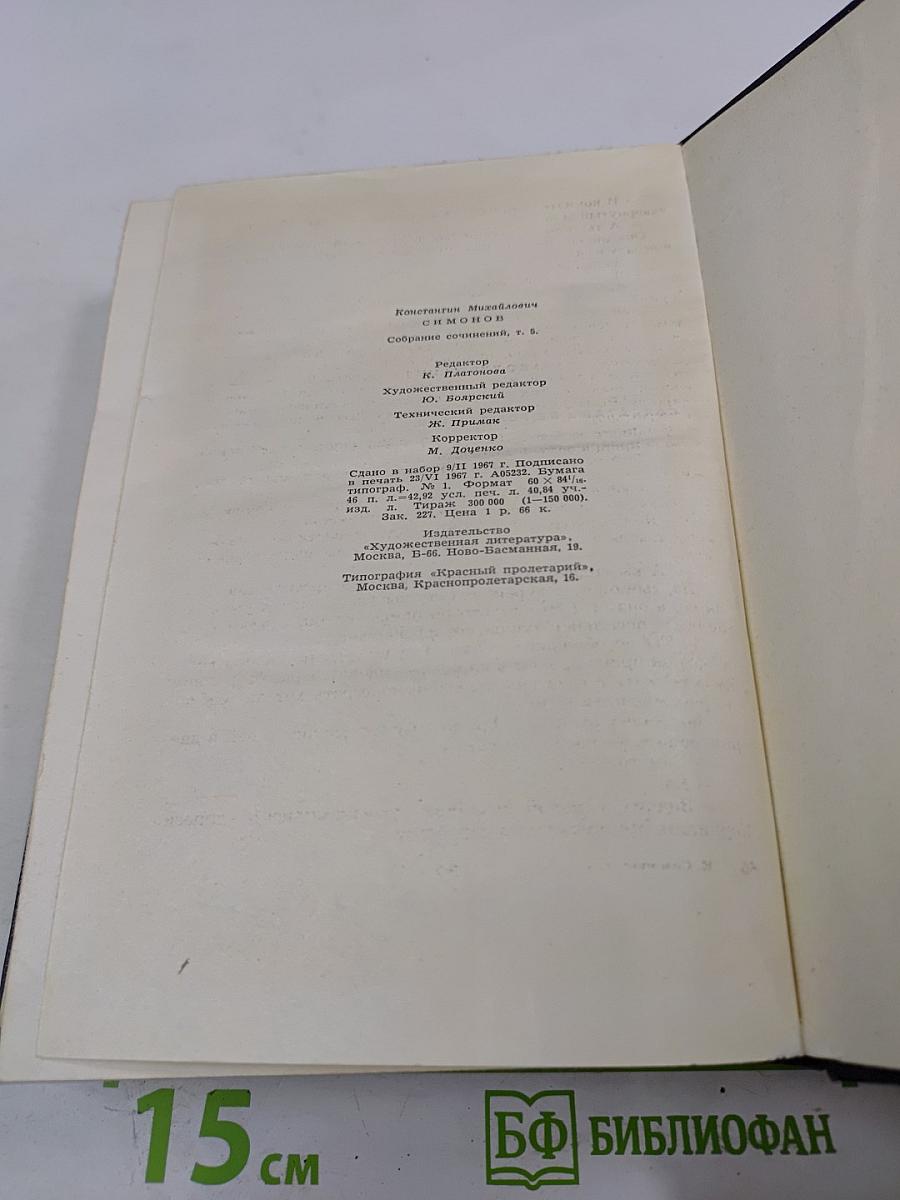 Константин Михайлович
СИМОНОВ
Собрание сочинений, т. 5.
Редактор
К. Платонова
Художественный редактор
Ю. Боярский
Технический редактор
Ж. Примак
Корректор
М. Доценко
Сдано в набор 9/II 1967 г. Подписано
в печать 23/VI 1967 г. А05232. Бумага
типограф. № 1. Формат 60 × 84¹/₁₆.
46 п. л.=42,92 усл. печ. л. 40,84 уч.-
изд. л. Тираж 300 000 (1—150 000).
Зак. 227. Цена 1 р. 66 к.
Издательство
«Художественная литература»,
Москва, Б-66. Ново-Басманная, 19.
Типография «Красный пролетарий»,
Москва, Краснопролетарская, 16.
15 см
БФ БИБЛИОФАН